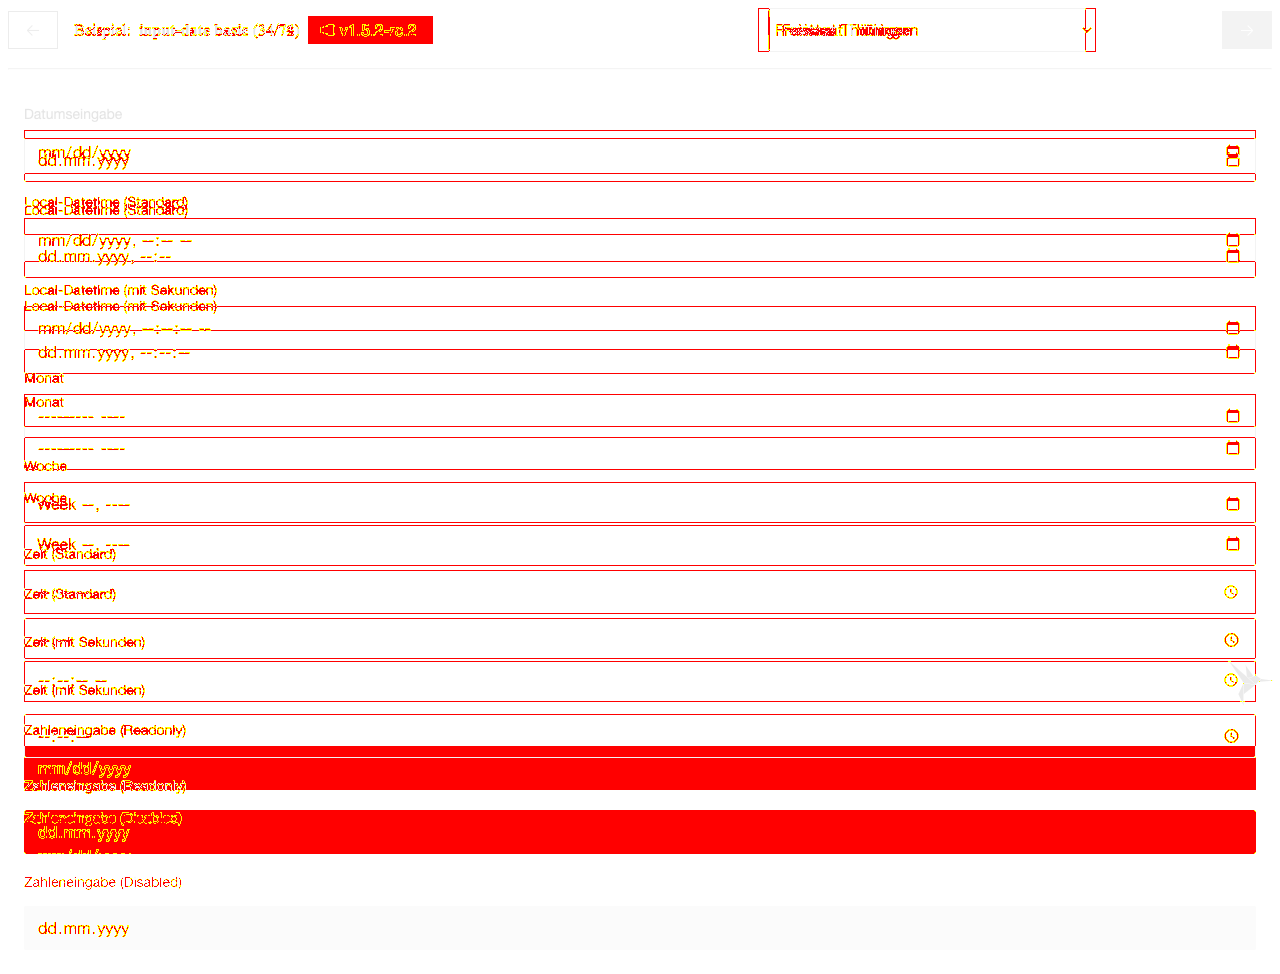 Beispiel: input-date basic (34/79) v1.5.2-rc.2
Datumseingabe
mm/dd/yyyy
dd.mm.yyyy
Local-Datetime (Standard)
Local-Datetime (Standard)
mm/dd/yyyy, --:-- --
dd.mm.yyyy, --:--
Local-Datetime (mit Sekunden)
Local-Datetime (mit Sekunden)
mm/dd/yyyy, --:--:-- --
dd.mm.yyyy, --:--:--
Monat
Monat
--------- ----
--------- ----
Woche
Woche
Week --, ----
Week --, ----
Zeit (Standard)
Zeit (Standard)
Zeit (mit Sekunden)
--:--:-- --
Zeit (mit Sekunden)
Zahleneingabe (Readonly)
--:--:--
mm/dd/yyyy
Zahleneingabe (Readonly)
Zahleneingabe (Disabled)
dd.mm.yyyy
mm/dd/yyyy
Zahleneingabe (Disabled)
dd.mm.yyyy